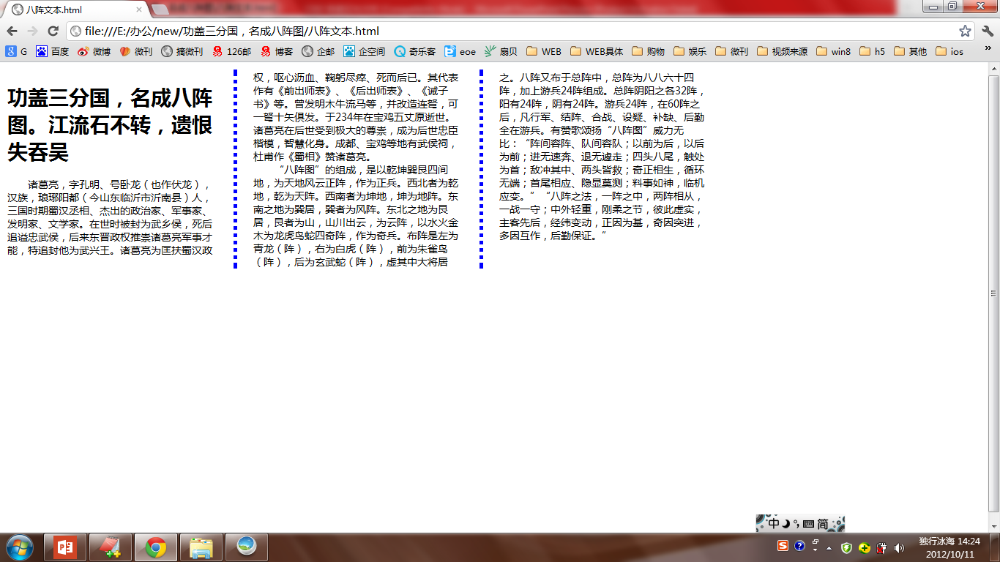 八阵文本.html
file:///E:/办公/new/功盖三分国，名成八阵图/八阵文本.html
G 百度 微博 微刊 摘微刊 126邮 博客 企邮 企空间 奇乐客 eoe 扇贝 WEB WEB具体 购物 娱乐 微刊 视频来源 win8 h5 其他 ios »
功盖三分国，名成八阵
图。江流石不转，遗恨
失吞吴
诸葛亮，字孔明、号卧龙（也作伏龙），
汉族，琅琊阳都（今山东临沂市沂南县）人，
三国时期蜀汉丞相、杰出的政治家、军事家、
发明家、文学家。在世时被封为武乡侯，死后
追谥忠武侯，后来东晋政权推崇诸葛亮军事才
能，特追封他为武兴王。诸葛亮为匡扶蜀汉政
权，呕心沥血、鞠躬尽瘁、死而后已。其代表
作有《前出师表》、《后出师表》、《诫子
书》等。曾发明木牛流马等，并改造连弩，可
一弩十矢俱发。于234年在宝鸡五丈原逝世。
诸葛亮在后世受到极大的尊崇，成为后世忠臣
楷模，智慧化身。成都、宝鸡等地有武侯祠，
杜甫作《蜀相》赞诸葛亮。
“八阵图”的组成，是以乾坤巽艮四间
地，为天地风云正阵，作为正兵。西北者为乾
地，乾为天阵。西南者为坤地，坤为地阵。东
南之地为巽居，巽者为风阵。东北之地为艮
居，艮者为山，山川出云，为云阵，以水火金
木为龙虎鸟蛇四奇阵，作为奇兵。布阵是左为
青龙（阵），右为白虎（阵），前为朱雀鸟
（阵），后为玄武蛇（阵），虚其中大将居
之。八阵又布于总阵中，总阵为八八六十四
阵，加上游兵24阵组成。总阵阴阳之各32阵，
阳有24阵，阴有24阵。游兵24阵，在60阵之
后，凡行军、结阵、合战、设疑、补缺、后勤
全在游兵。有赞歌颂扬“八阵图”威力无
比：“阵间容阵、队间容队；以前为后，以后
为前；进无速奔、退无遽走；四头八尾，触处
为首；敌冲其中、两头皆救；奇正相生，循环
无端；首尾相应、隐显莫测；料事如神，临机
应变。”“八阵之法，一阵之中，两阵相从，
一战一守；中外轻重，刚柔之节，彼此虚实，
主客先后，经纬变动，正因为基，奇因突进，
多因互作，后勤保证。”
中 简
独行冰海 14:24
2012/10/11